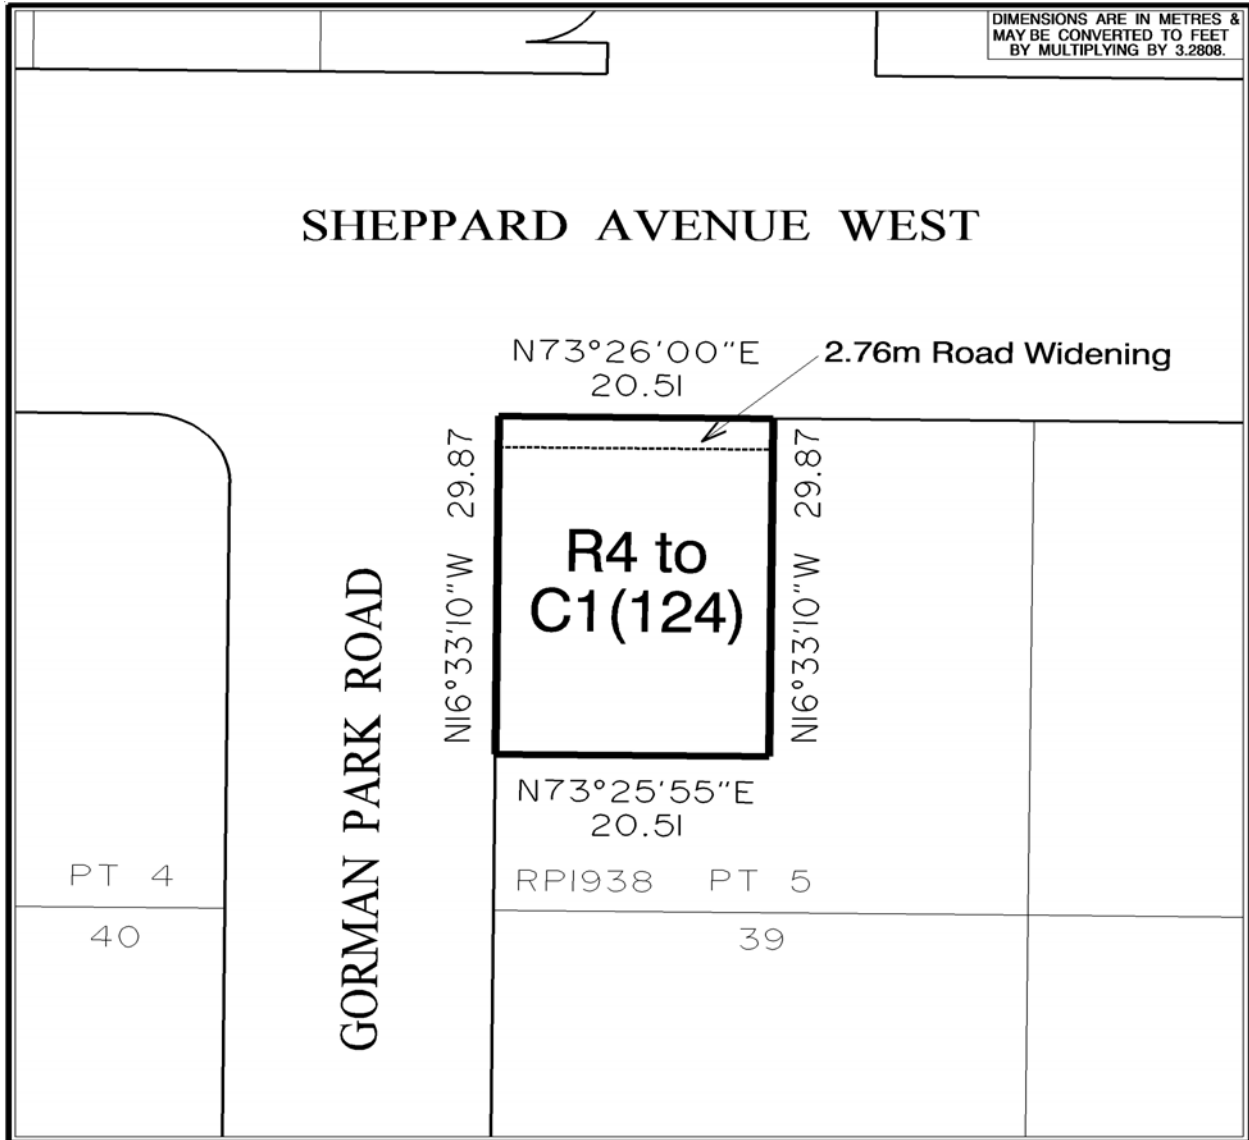 DIMENSIONS ARE IN METRES &
MAY BE CONVERTED TO FEET
BY MULTIPLYING BY 3.2808.
SHEPPARD AVENUE WEST
N73°26'00"E
20.51
2.76m Road Widening
N16°33'10"W 29.87
R4 to
C1(124)
N16°33'10"W 29.87
GORMAN PARK ROAD
N73°25'55"E
20.51
PT 4
RP1938 PT 5
40
39